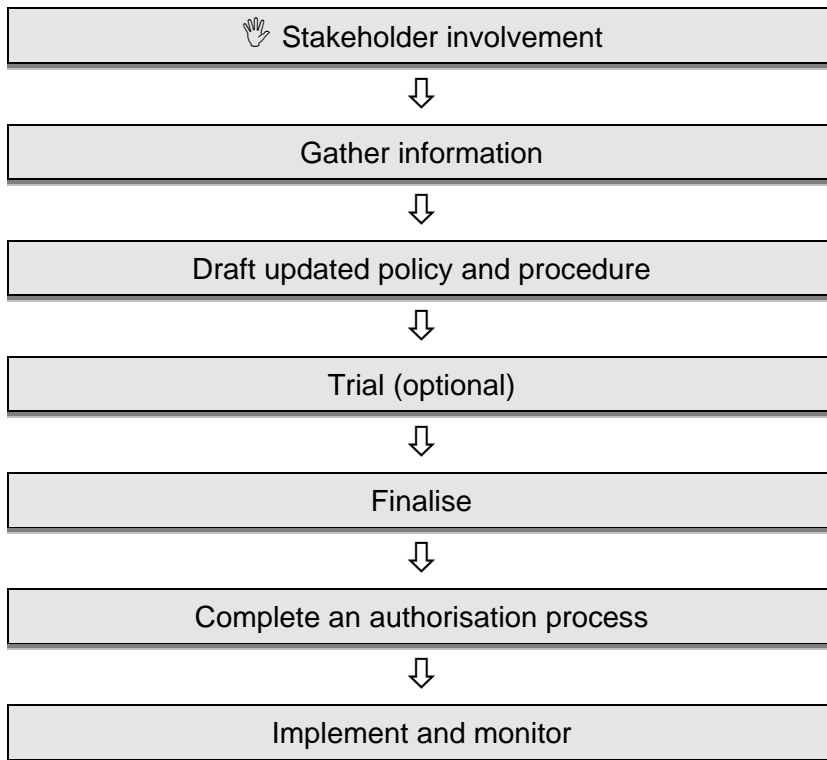 Stakeholder involvement
Gather information
Draft updated policy and procedure
Trial (optional)
Finalise
Complete an authorisation process
Implement and monitor